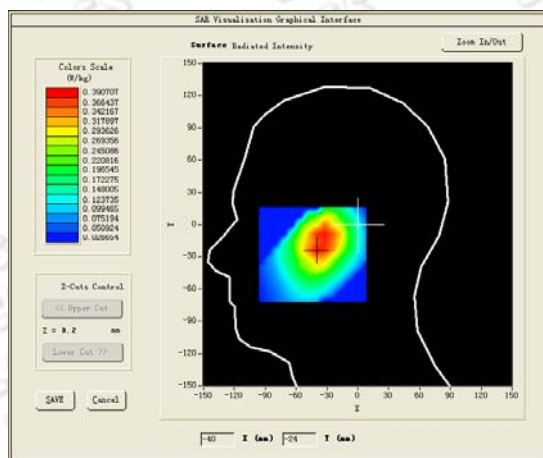 SAR Visualisation Graphical Interface
Surface Radiated Intensity
Zoom In/Out
Colors Scale
(W/kg)
0.390707
0.366437
0.342167
0.317897
0.293626
0.269356
0.245086
0.220816
0.196545
0.172275
0.148005
0.123735
0.099465
0.075194
0.050924
0.026654
150-
120-
90-
60-
30-
0-
-30-
-60-
-90-
-120-
-150-
Y
-150 -120 -90 -60 -30 0 30 60 90 120 150
X
Z-Cuts Control
<< Upper Cut
Z = 0.2 mm
Lower Cut >>
SAVE Cancel
-40 X (mm) -24 Y (mm)